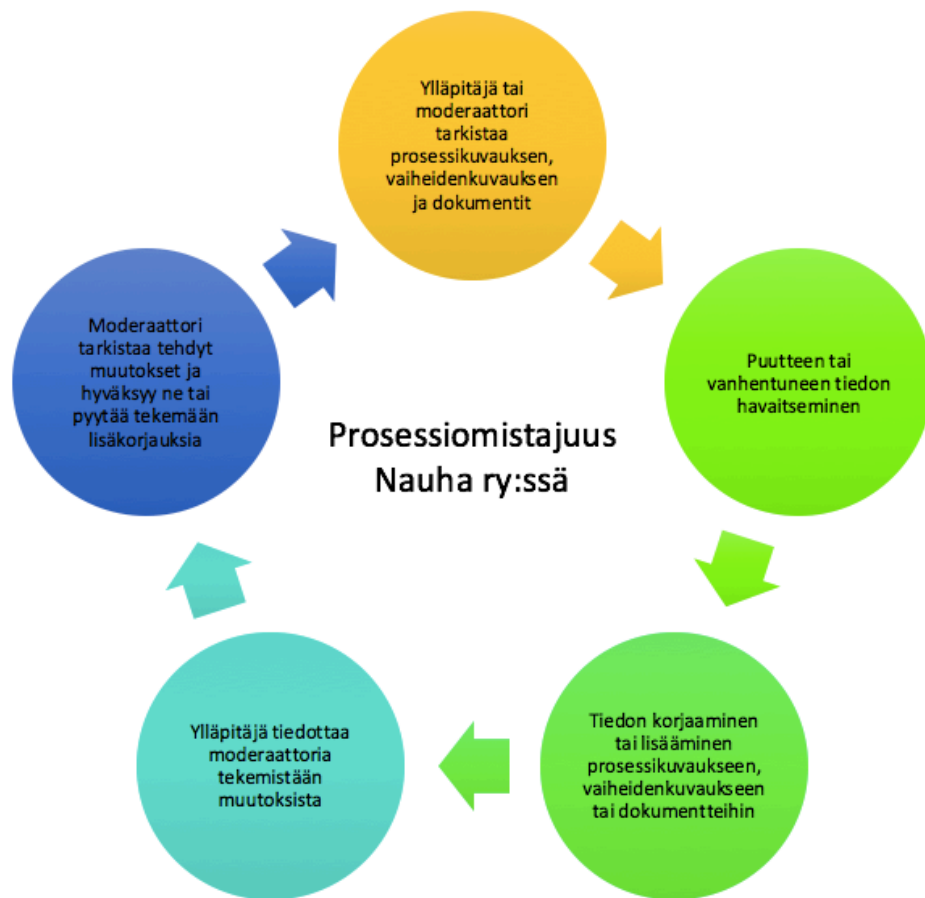 Ylläpitäjä tai
moderaattori
tarkistaa
prosessikuvauksen,
vaiheidenkuvauksen
ja dokumentit
Puutteen tai
vanhentuneen tiedon
havaitseminen
Tiedon korjaaminen
tai lisääminen
prosessikuvaukseen,
vaiheidenkuvaukseen
tai dokumentteihin
Ylläpitäjä tiedottaa
moderaattoria
tekemistään
muutoksista
Moderaattori
tarkistaa tehdyt
muutokset ja
hyväksyy ne tai
pyytää tekemään
lisäkorjauksia
Prosessiomistajuus
Nauha ry:ssä